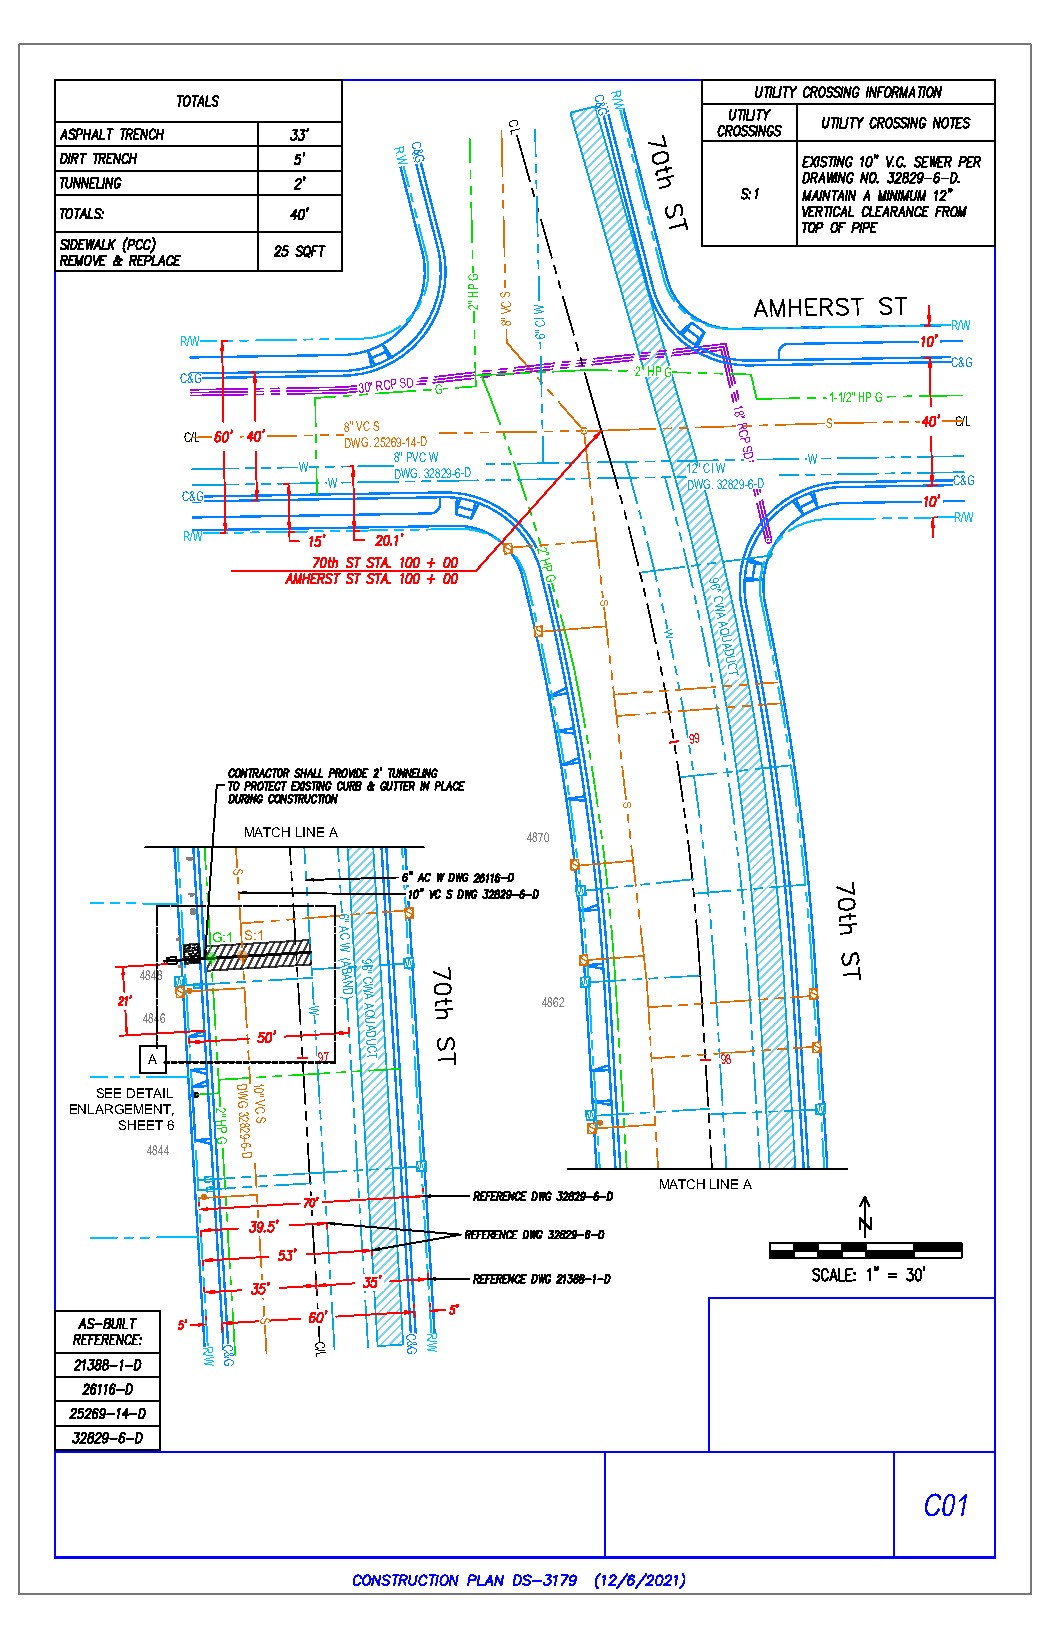 TOTALS
ASPHALT TRENCH 33'
DIRT TRENCH 5'
TUNNELING 2'
TOTALS: 40'
SIDEWALK (PCC)
REMOVE & REPLACE 25 SQFT
UTILITY CROSSING INFORMATION
UTILITY
CROSSINGS
UTILITY CROSSING NOTES
S:1
EXISTING 10" V.C. SEWER PER
DRAWING NO. 32829-6-D.
MAINTAIN A MINIMUM 12"
VERTICAL CLEARANCE FROM
TOP OF PIPE
R/W
C&G
C/L
C&G
R/W
70th ST
2" HP G
8" VC S
6" CI W
AMHERST ST
R/W
10'
C&G
R/W
C&G
30" RCP SD
G
2" HP G
1-1/2" HP G
18" RCP SD
C/L
60'
40'
8" VC S
DWG. 25269-14-D
S
40'
C/L
8" PVC W
DWG. 32829-6-D
W
W
12" CI W
DWG. 32829-6-D
W
C&G
R/W
C&G
10'
R/W
15'
20.1'
70th ST STA. 100 + 00
AMHERST ST STA. 100 + 00
2" HP G
S
W
96" CWA AQUADUCT
99
S
4870
4862
70th ST
98
MATCH LINE A
CONTRACTOR SHALL PROVIDE 2' TUNNELING
TO PROTECT EXISTING CURB & GUTTER IN PLACE
DURING CONSTRUCTION
MATCH LINE A
6" AC W DWG 26116-D
10" VC S DWG 32829-6-D
S
G:1
S:1
6" AC W (ABAND)
96" CWA AQUADUCT
70th ST
4848
21'
4846
W
50'
97
A
SEE DETAIL
ENLARGEMENT,
SHEET 6
4844
2" HP G
10" VC S
DWG 32829-6-D
70'
REFERENCE DWG 32829-6-D
39.5'
REFERENCE DWG 32829-6-D
53'
35'
35'
REFERENCE DWG 21388-1-D
5'
60'
5'
S
R/W
C&G
C/L
C&G
R/W
N
SCALE: 1" = 30'
AS-BUILT
REFERENCE:
21388-1-D
26116-D
25269-14-D
32829-6-D
C01
CONSTRUCTION PLAN DS-3179 (12/6/2021)